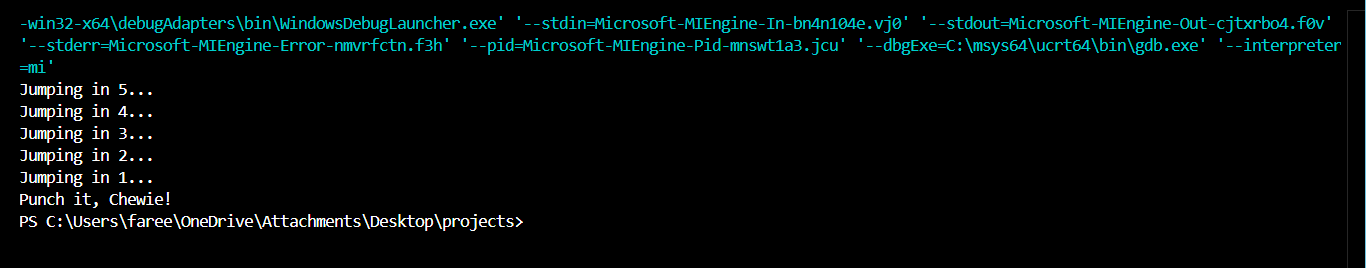 -win32-x64\debugAdapters\bin\WindowsDebugLauncher.exe' '--stdin=Microsoft-MIEngine-In-bn4n104e.vj0' '--stdout=Microsoft-MIEngine-Out-cjtxrbo4.f0v'
'--stderr=Microsoft-MIEngine-Error-nmvrfctn.f3h' '--pid=Microsoft-MIEngine-Pid-mnswt1a3.jcu' '--dbgExe=C:\msys64\ucrt64\bin\gdb.exe' '--interpreter
=mi'
Jumping in 5...
Jumping in 4...
Jumping in 3...
Jumping in 2...
Jumping in 1...
Punch it, Chewie!
PS C:\Users\faree\OneDrive\Attachments\Desktop\projects>